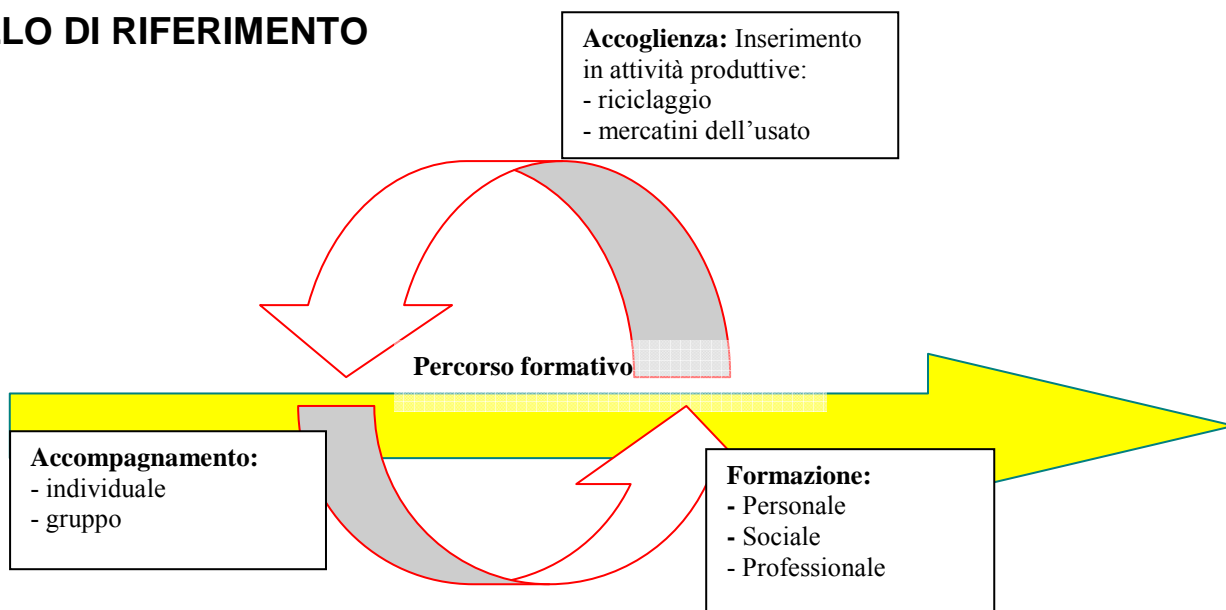 LLO DI RIFERIMENTO
Accoglienza: Inserimento
in attività produttive:
- riciclaggio
- mercatini dell’usato
Percorso formativo
Accompagnamento:
- individuale
- gruppo
Formazione:
- Personale
- Sociale
- Professionale